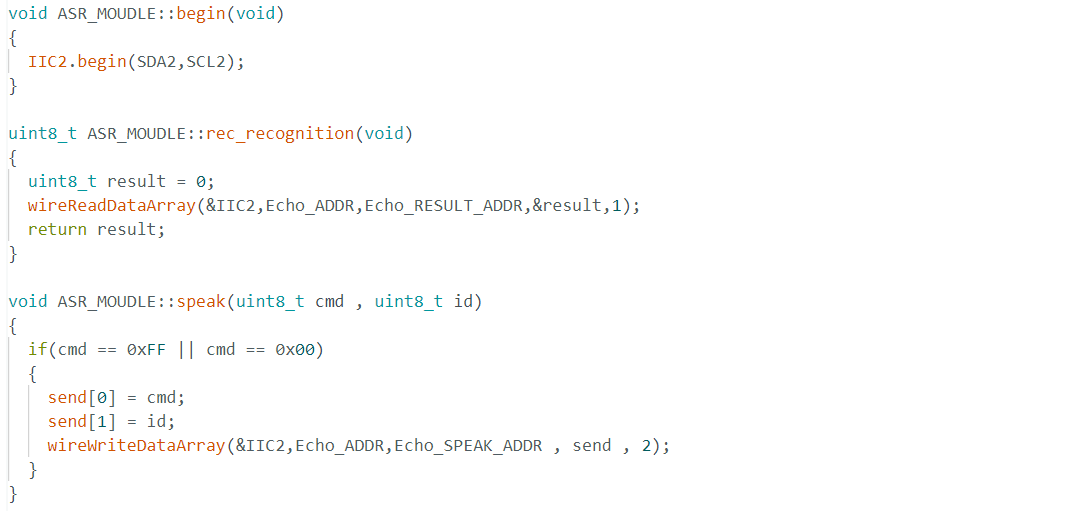 void ASR_MOUDLE::begin(void)
{
  IIC2.begin(SDA2,SCL2);
}

uint8_t ASR_MOUDLE::rec_recognition(void)
{
  uint8_t result = 0;
  wireReadDataArray(&IIC2,Echo_ADDR,Echo_RESULT_ADDR,&result,1);
  return result;
}

void ASR_MOUDLE::speak(uint8_t cmd , uint8_t id)
{
  if(cmd == 0xFF || cmd == 0x00)
  {
    send[0] = cmd;
    send[1] = id;
    wireWriteDataArray(&IIC2,Echo_ADDR,Echo_SPEAK_ADDR , send , 2);
  }
}